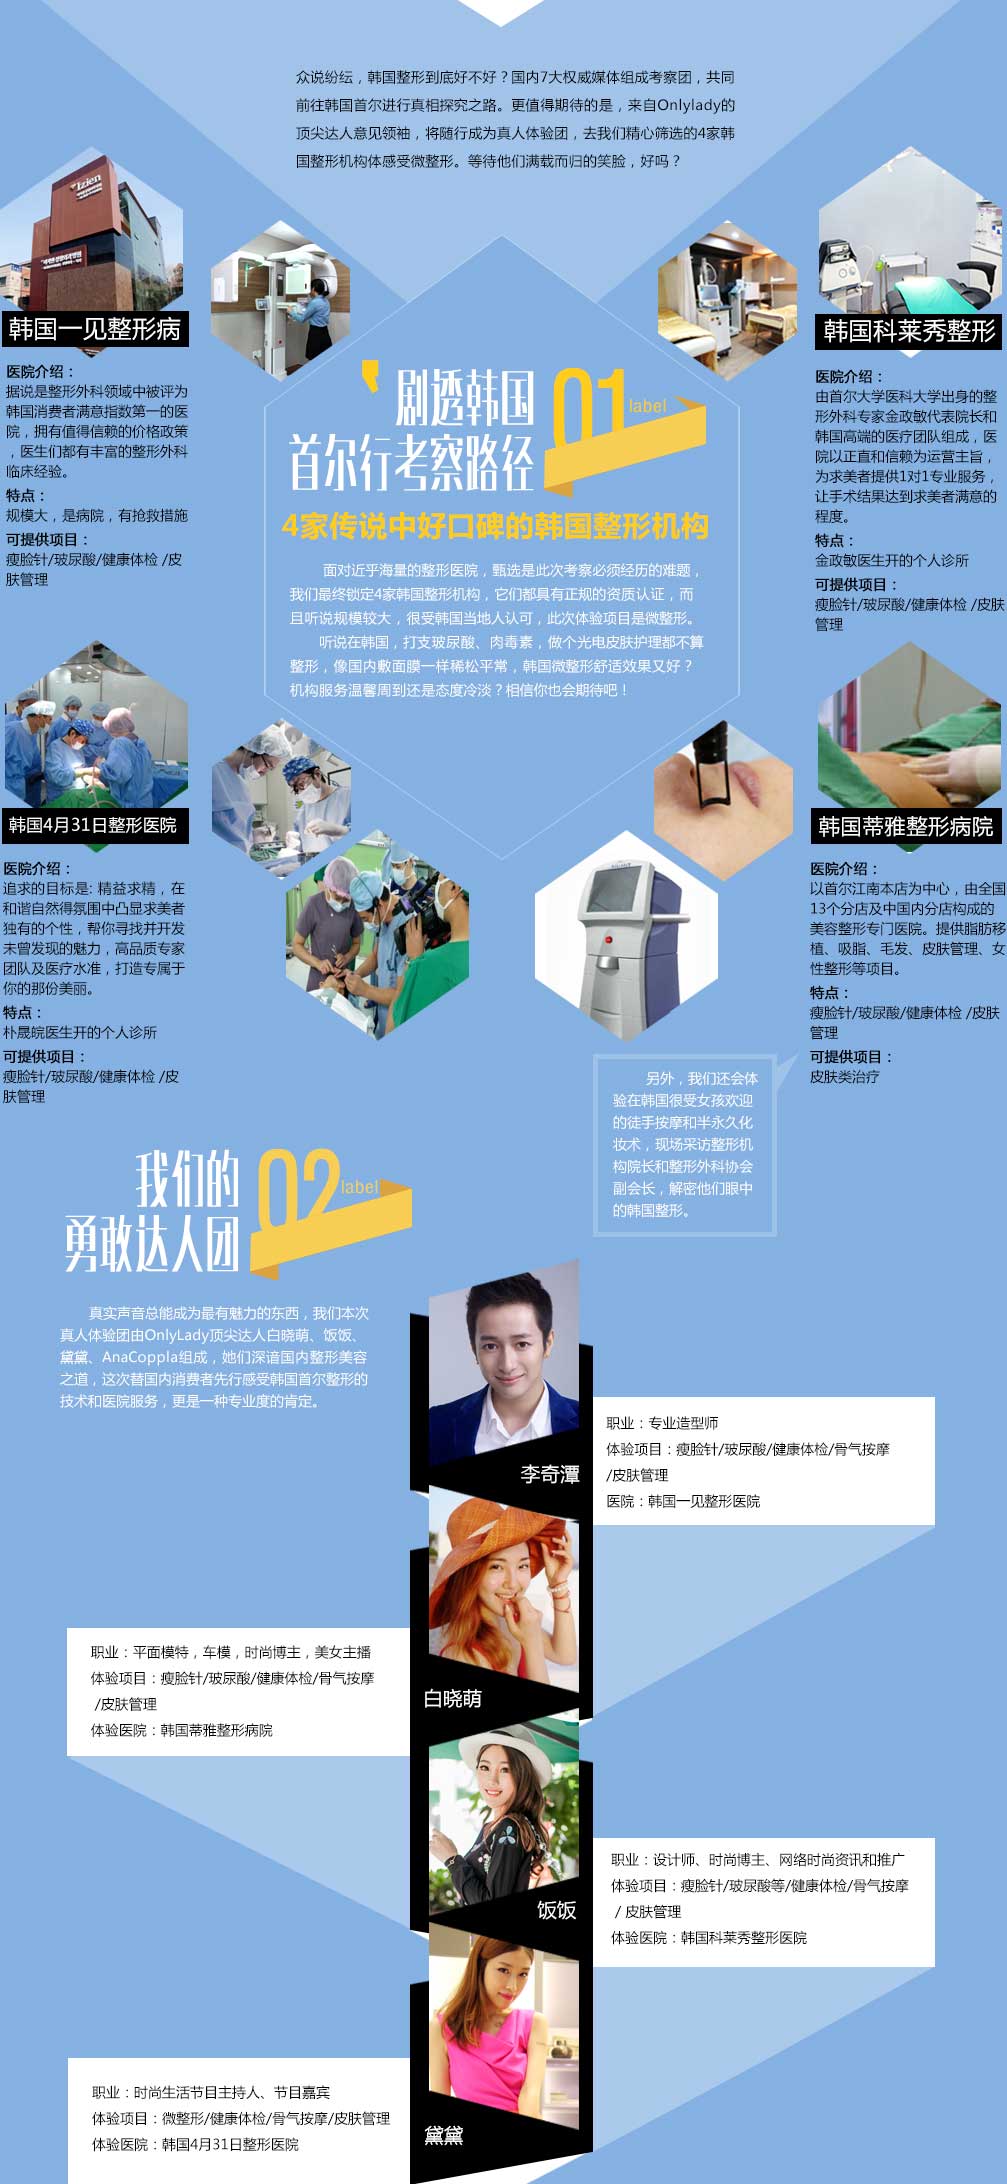 众说纷纭，韩国整形到底好不好？国内7大权威媒体组成考察团，共同
前往韩国首尔进行真相探究之路。更值得期待的是，来自Onlylady的
顶尖达人意见领袖，将随行成为真人体验团，去我们精心筛选的4家韩
国整形机构体感受微整形。等待他们满载而归的笑脸，好吗？
Izien
韩国一见整形病
医院介绍：
据说是整形外科领域中被评为
韩国消费者满意指数第一的医
院，拥有值得信赖的价格政策
，医生们都有丰富的整形外科
临床经验。
特点：
规模大，是病院，有抢救措施
可提供项目：
瘦脸针/玻尿酸/健康体检 /皮
肤管理
韩国科莱秀整形
医院介绍：
由首尔大学医科大学出身的整
形外科专家金政敏代表院长和
韩国高端的医疗团队组成，医
院以正直和信赖为运营主旨，
为求美者提供1对1专业服务，
让手术结果达到求美者满意的
程度。
特点：
金政敏医生开的个人诊所
可提供项目：
瘦脸针/玻尿酸/健康体检 /皮肤
管理
剧透韩国
首尔行考察路径
01
label
4家传说中好口碑的韩国整形机构
面对近乎海量的整形医院，甄选是此次考察必须经历的难题，
我们最终锁定4家韩国整形机构，它们都具有正规的资质认证，而
且听说规模较大，很受韩国当地人认可，此次体验项目是微整形。
听说在韩国，打支玻尿酸、肉毒素，做个光电皮肤护理都不算
整形，像国内敷面膜一样稀松平常，韩国微整形舒适效果又好？
机构服务温馨周到还是态度冷淡？相信你也会期待吧！
韩国4月31日整形医院
医院介绍：
追求的目标是: 精益求精，在
和谐自然得氛围中凸显求美者
独有的个性，帮你寻找并开发
未曾发现的魅力，高品质专家
团队及医疗水准，打造专属于
你的那份美丽。
特点：
朴晟皖医生开的个人诊所
可提供项目：
瘦脸针/玻尿酸/健康体检 /皮
肤管理
韩国蒂雅整形病院
医院介绍：
以首尔江南本店为中心，由全国
13个分店及中国内分店构成的
美容整形专门医院。提供脂肪移
植、吸脂、毛发、皮肤管理、女
性整形等项目。
特点：
瘦脸针/玻尿酸/健康体检 /皮肤
管理
可提供项目：
皮肤类治疗
另外，我们还会体
验在韩国很受女孩欢迎
的徒手按摩和半永久化
妆术，现场采访整形机
构院长和整形外科协会
副会长，解密他们眼中
的韩国整形。
我们的
勇敢达人团
02
label
真实声音总能成为最有魅力的东西，我们本次
真人体验团由OnlyLady顶尖达人白晓萌、饭饭、
黛黛、AnaCoppla组成，她们深谙国内整形美容
之道，这次替国内消费者先行感受韩国首尔整形的
技术和医院服务，更是一种专业度的肯定。
李奇潭
职业：专业造型师
体验项目：瘦脸针/玻尿酸/健康体检/骨气按摩
/皮肤管理
医院：韩国一见整形医院
白晓萌
职业：平面模特，车模，时尚博主，美女主播
体验项目：瘦脸针/玻尿酸/健康体检/骨气按摩
/皮肤管理
体验医院：韩国蒂雅整形病院
饭饭
职业：设计师、时尚博主、网络时尚资讯和推广
体验项目：瘦脸针/玻尿酸等/健康体检/骨气按摩
/ 皮肤管理
体验医院：韩国科莱秀整形医院
黛黛
职业：时尚生活节目主持人、节目嘉宾
体验项目：微整形/健康体检/骨气按摩/皮肤管理
体验医院：韩国4月31日整形医院